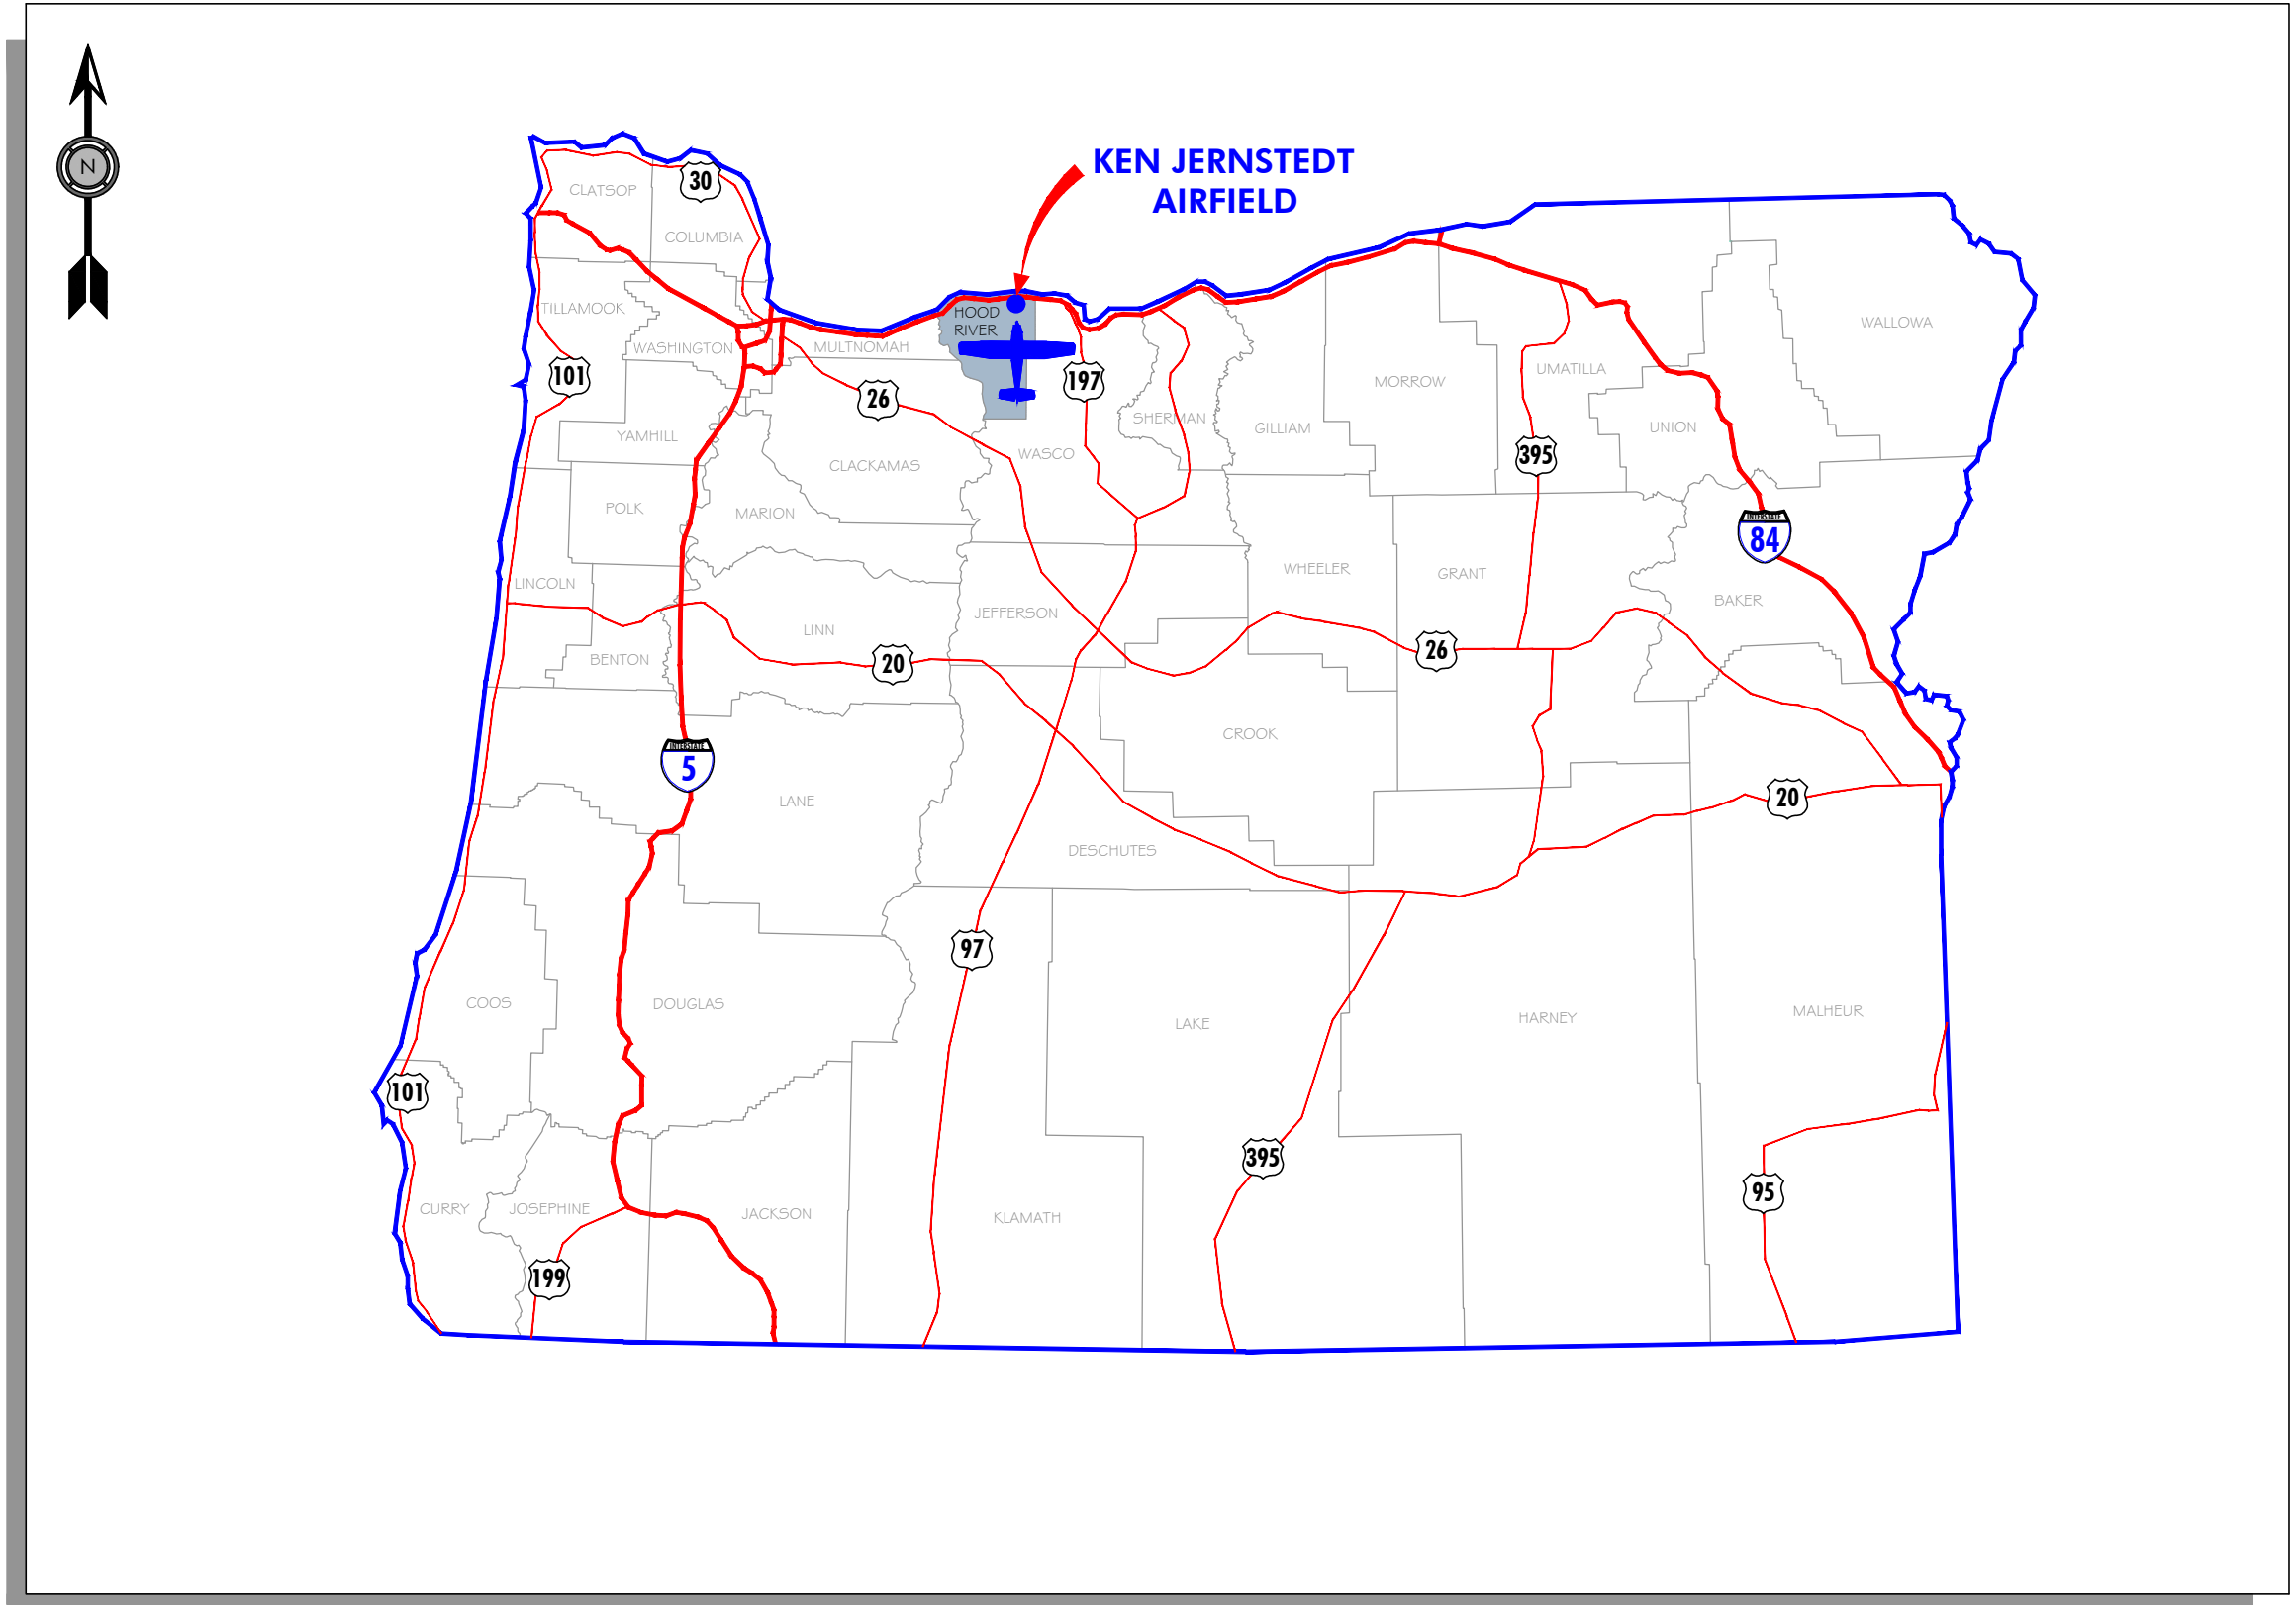 N
KEN JERNSTEDT
AIRFIELD
CLATSOP
30
COLUMBIA
TILLAMOOK
HOOD
RIVER
WASHINGTON
MULTNOMAH
WALLOWA
101
26
197
MORROW
UMATILLA
SHERMAN
GILLIAM
UNION
YAMHILL
WASCO
395
CLACKAMAS
POLK
MARION
INTERSTATE
84
LINCOLN
WHEELER
GRANT
BAKER
JEFFERSON
LINN
BENTON
20
26
CROOK
INTERSTATE
5
LANE
20
DESCHUTES
97
COOS
DOUGLAS
LAKE
HARNEY
MALHEUR
101
395
95
CURRY
JOSEPHINE
JACKSON
KLAMATH
199